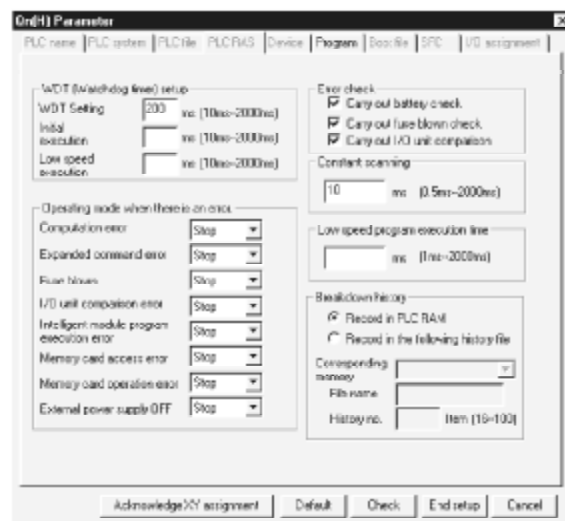 Qn(H) Parameter
PLC name PLC system PLC file PLC RAS Device Program Boot file SFC I/O assignment
WDT (Watchdog timer) setup
WDT Setting 200 ms (10ms~2000ms)
Initial execution ms (10ms~2000ms)
Low speed execution ms (10ms~2000ms)
Operating mode when there is an error
Computation error Stop
Expanded command error Stop
Fuse blown Stop
I/O unit comparison error Stop
Intelligent module program execution error Stop
Memory card access error Stop
Memory card operation error Stop
External power supply OFF Stop
Error check
Carry out battery check
Carry out fuse blown check
Carry out I/O unit comparison
Constant scanning
10 ms (0.5ms~2000ms)
Low speed program execution time
ms (1ms~2000ms)
Breakdown history
Record in PLC RAM
Record in the following history file
Corresponding memory
File name
History no. Item (16~100)
Acknowledge XY assignment Default Check End setup Cancel